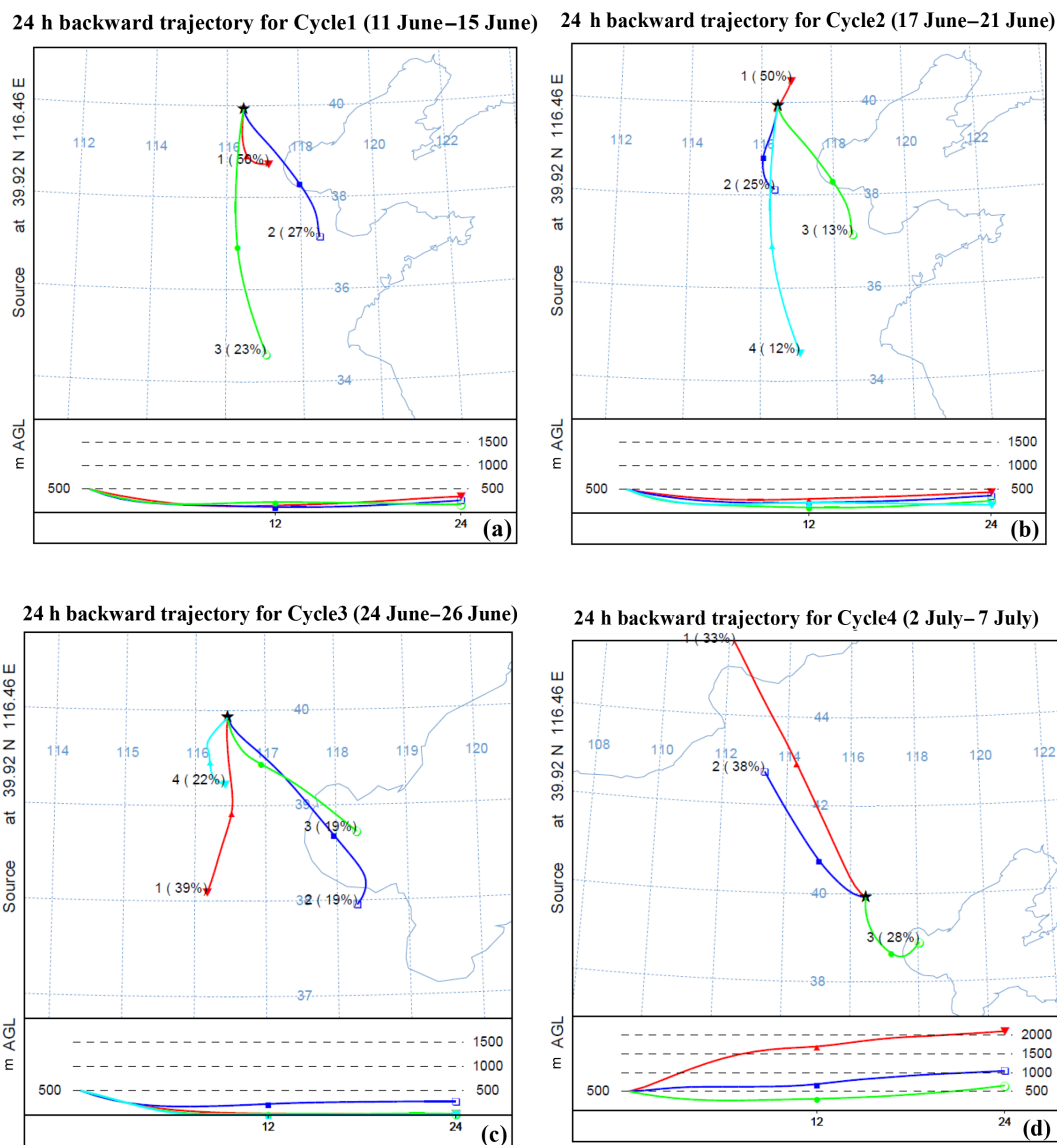 24 h backward trajectory for Cycle1 (11 June–15 June)
Source at 39.92 N 116.46 E
40
112 116 118 120 122
1 (
38
2 ( 27%)
36
3 ( 23%)
34
m AGL
1500
1000
500 500
12 24
(a)
24 h backward trajectory for Cycle2 (17 June–21 June)
Source at 39.92 N 116.46 E
1 (50%)
40
112 114 116 118 120 122
2 ( 25%)
38
3 ( 13%)
36
4 ( 12%)
34
m AGL
1500
1000
500 500
12 24
(b)
24 h backward trajectory for Cycle3 (24 June–26 June)
Source at 39.92 N 116.46 E
40
114 115 116 117 118 119 120
4 ( 22%)
39
3 ( 19%)
1 ( 39%)
2 ( 19%)
38
37
m AGL
1500
1000
500 500
12 24
(c)
24 h backward trajectory for Cycle4 (2 July–7 July)
Source at 39.92 N 116.46 E
1 ( 33%)
44
108 110 112 114 116 118 120 122
2 ( 38%)
42
40
3 ( 28%)
38
m AGL
2000
1500
1000
500 500
12 24
(d)